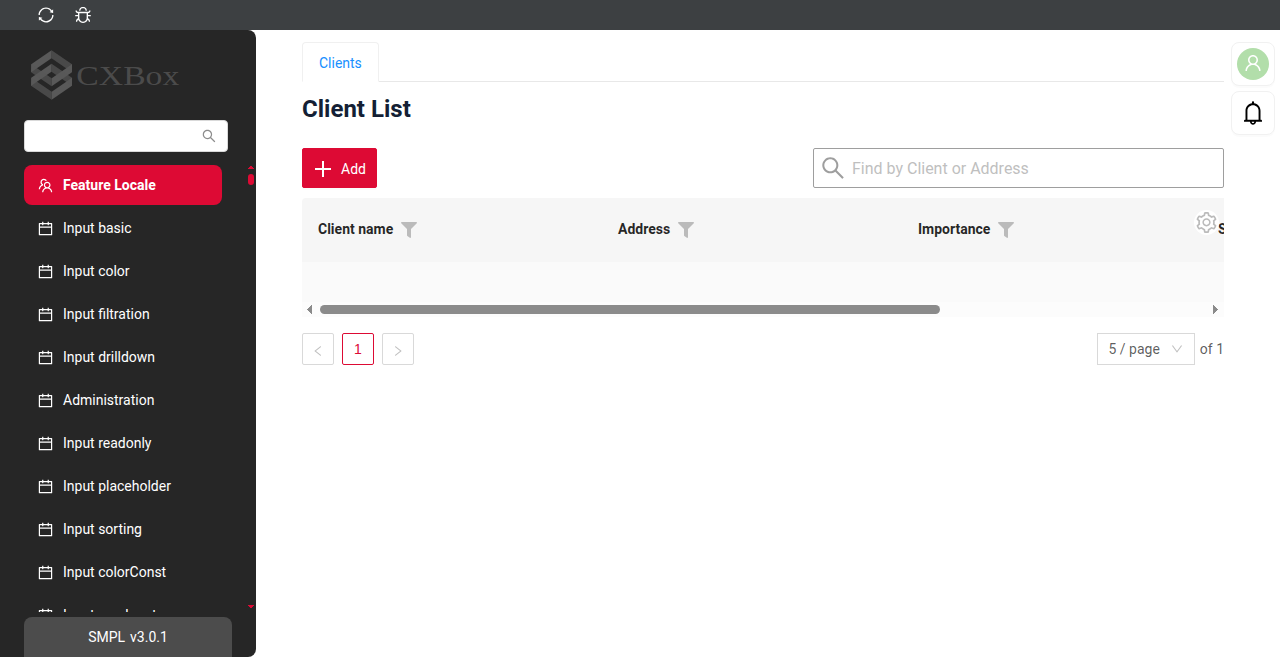 CXBox
Clients
Client List
Add
Find by Client or Address
Client name
Address
Importance
S
1
5 / page
of 1
Feature Locale
Input basic
Input color
Input filtration
Input drilldown
Administration
Input readonly
Input placeholder
Input sorting
Input colorConst
SMPL v3.0.1